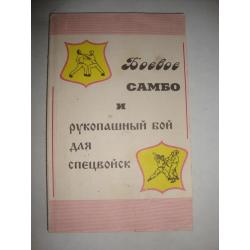 Боевое
САМБО
и
рукопашный бой
для
спецвойск